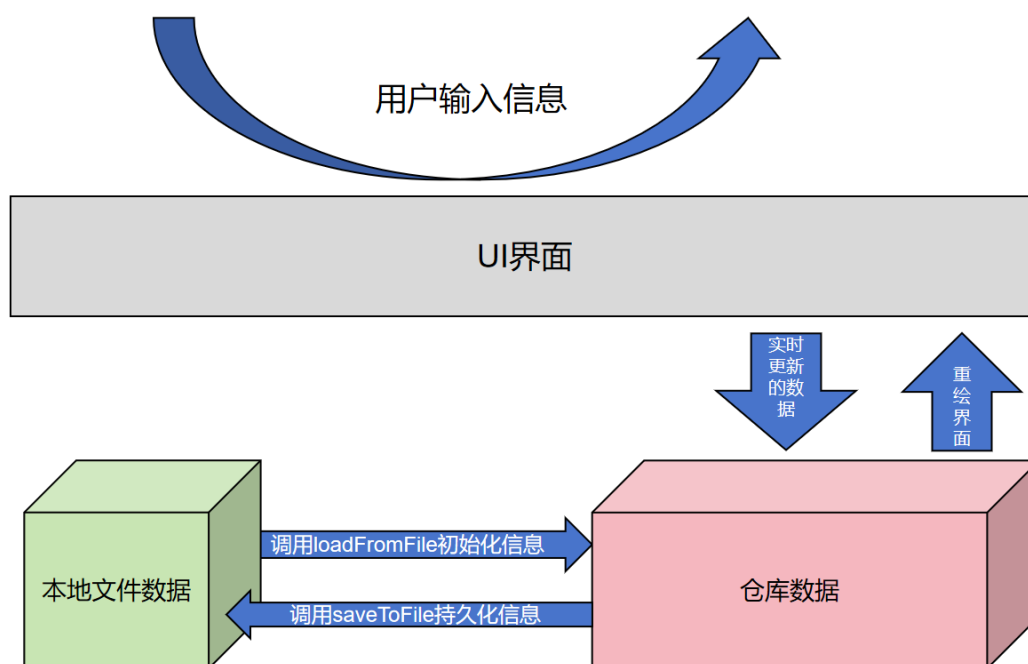 用户输入信息
UI界面
实时
更新
的数
据
重
绘
界
面
调用loadFromFile初始化信息
本地文件数据
仓库数据
调用saveToFile持久化信息